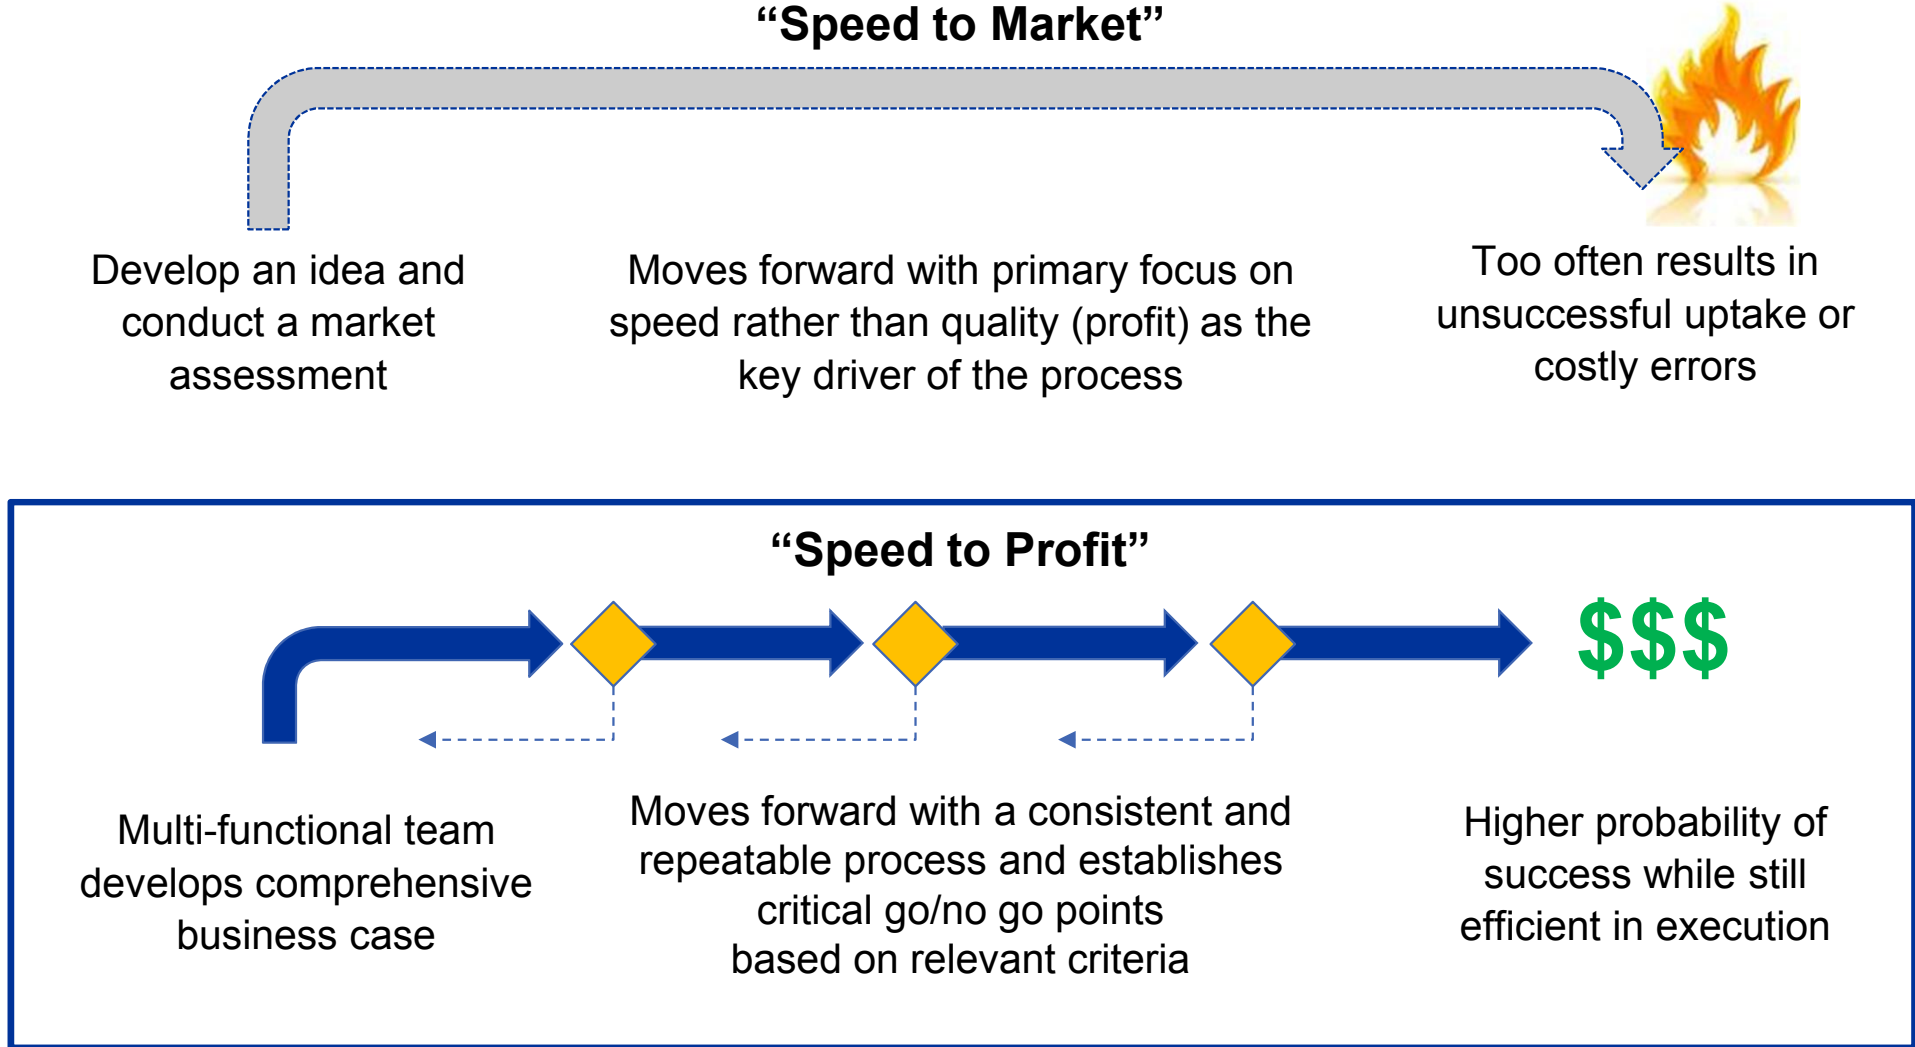 “Speed to Market”
Develop an idea and
conduct a market
assessment
Moves forward with primary focus on
speed rather than quality (profit) as the
key driver of the process
Too often results in
unsuccessful uptake or
costly errors
“Speed to Profit”
$$$
Multi-functional team
develops comprehensive
business case
Moves forward with a consistent and
repeatable process and establishes
critical go/no go points
based on relevant criteria
Higher probability of
success while still
efficient in execution